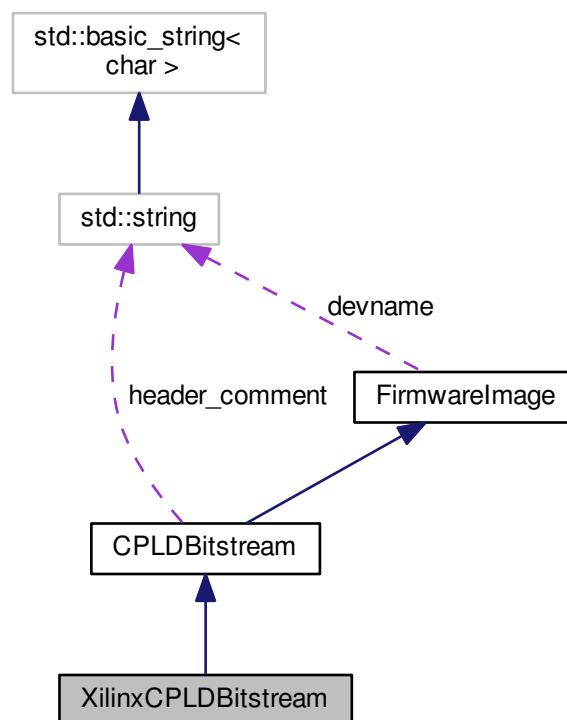 std::basic_string<
char >
std::string
devname
header_comment
FirmwareImage
CPLDBitstream
XilinxCPLDBitstream